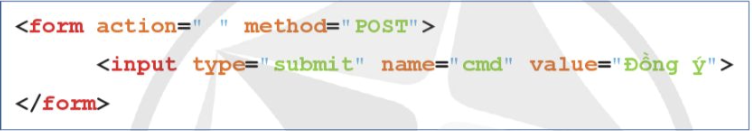 <form action=" " method="POST">
<input type="submit" name="cmd" value="Đồng ý">
</form>